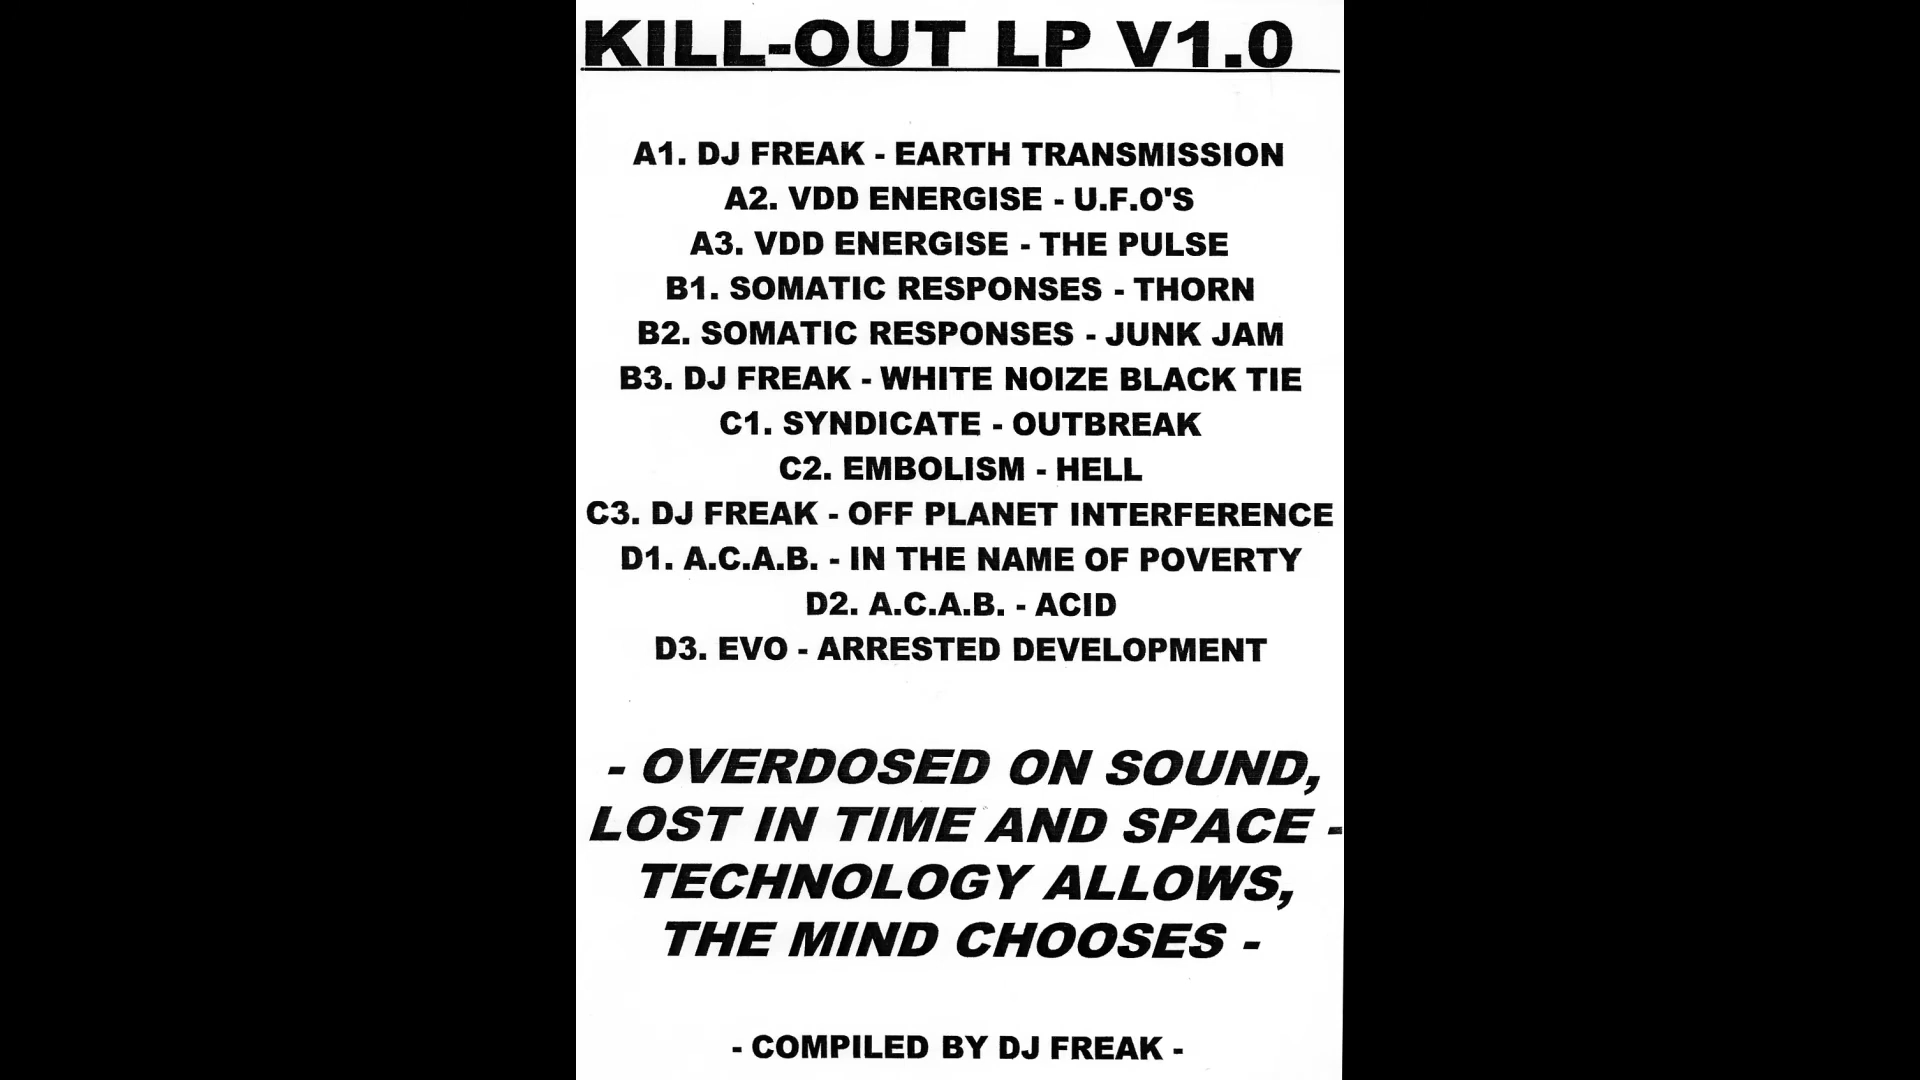 KILL-OUT LP V1.0
A1. DJ FREAK - EARTH TRANSMISSION
A2. VDD ENERGISE - U.F.O'S
A3. VDD ENERGISE - THE PULSE
B1. SOMATIC RESPONSES - THORN
B2. SOMATIC RESPONSES - JUNK JAM
B3. DJ FREAK - WHITE NOIZE BLACK TIE
C1. SYNDICATE - OUTBREAK
C2. EMBOLISM - HELL
C3. DJ FREAK - OFF PLANET INTERFERENCE
D1. A.C.A.B. - IN THE NAME OF POVERTY
D2. A.C.A.B. - ACID
D3. EVO - ARRESTED DEVELOPMENT
- OVERDOSED ON SOUND,
LOST IN TIME AND SPACE -
TECHNOLOGY ALLOWS,
THE MIND CHOOSES -
- COMPILED BY DJ FREAK -